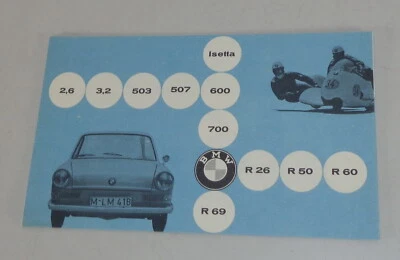 Isetta
2,6 3,2 503 507 600
700
BMW R 26 R 50 R 60
R 69
M-LM 418